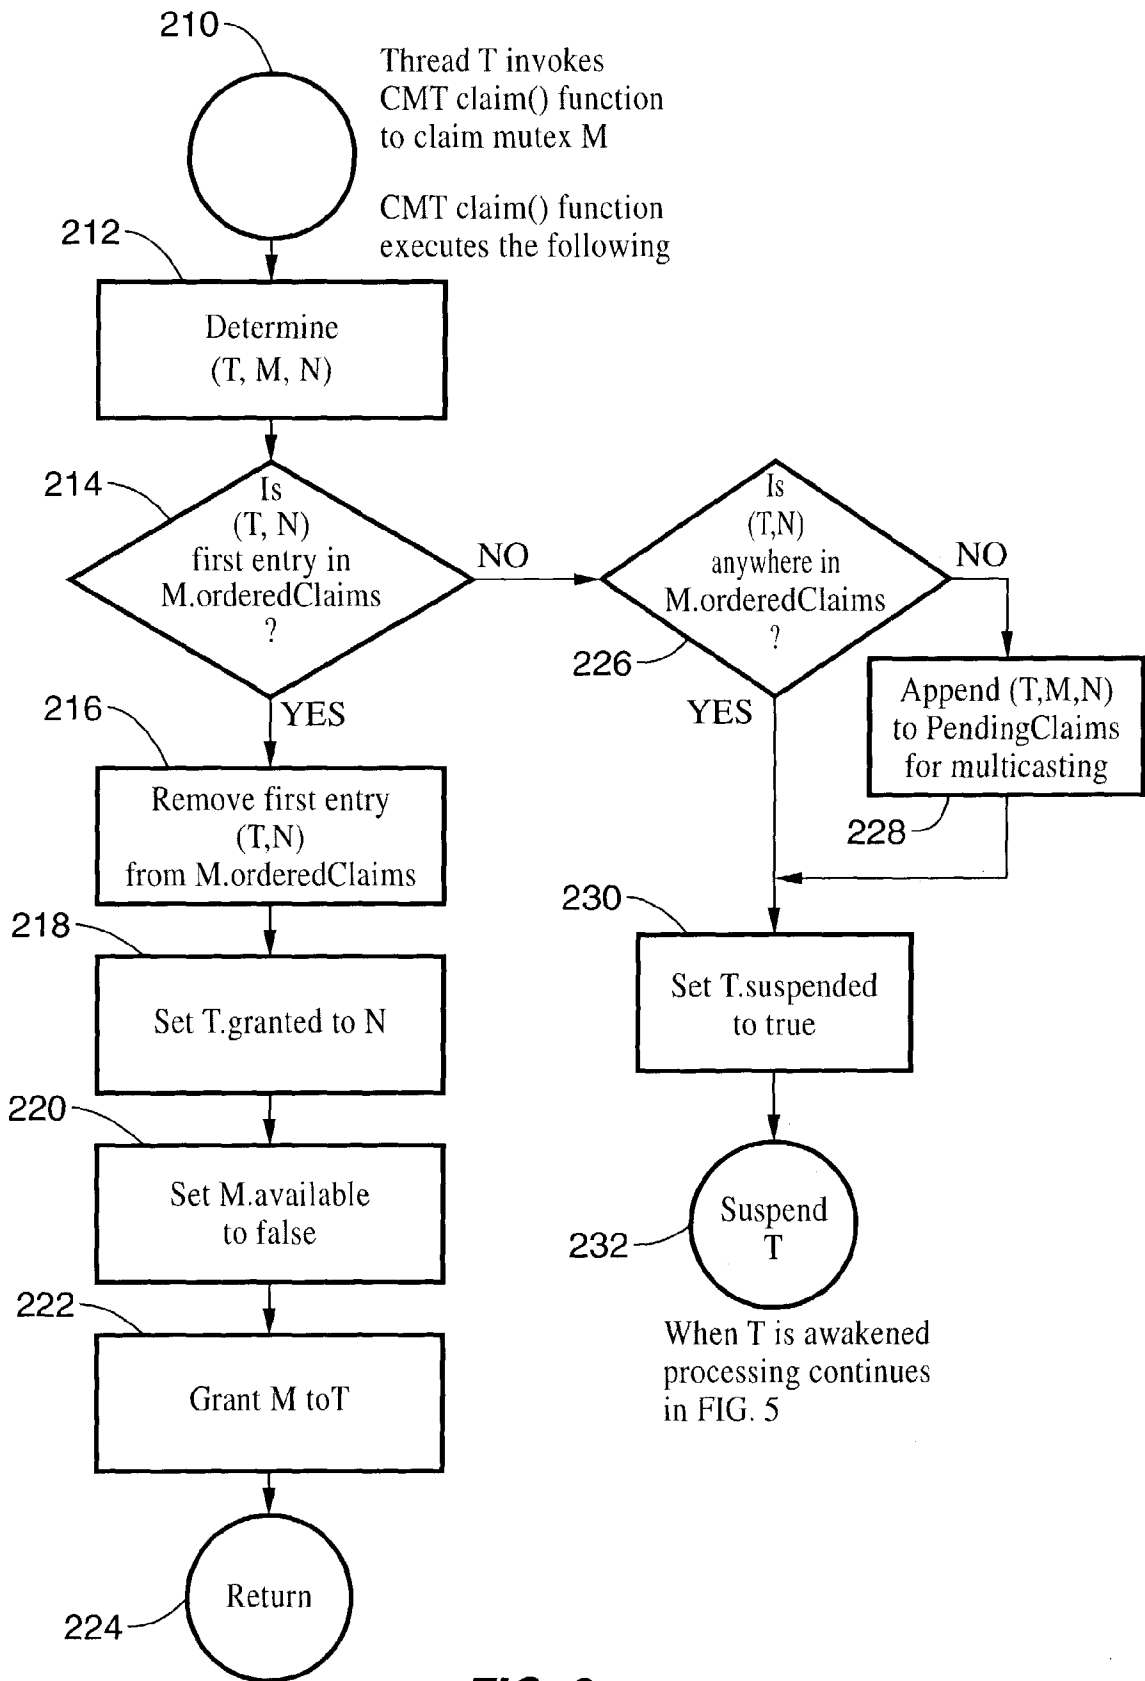 210
Thread T invokes
CMT claim() function
to claim mutex M
CMT claim() function
executes the following
212
Determine
(T, M, N)
214
Is
(T, N)
first entry in
M.orderedClaims
?
NO
Is
(T,N)
anywhere in
M.orderedClaims
?
NO
226
YES
216
YES
Append (T,M,N)
to PendingClaims
for multicasting
228
Remove first entry
(T,N)
from M.orderedClaims
230
218
Set T.suspended
to true
Set T.granted to N
220
Set M.available
to false
Suspend
T
232
222
When T is awakened
processing continues
in FIG. 5
Grant M toT
Return
224